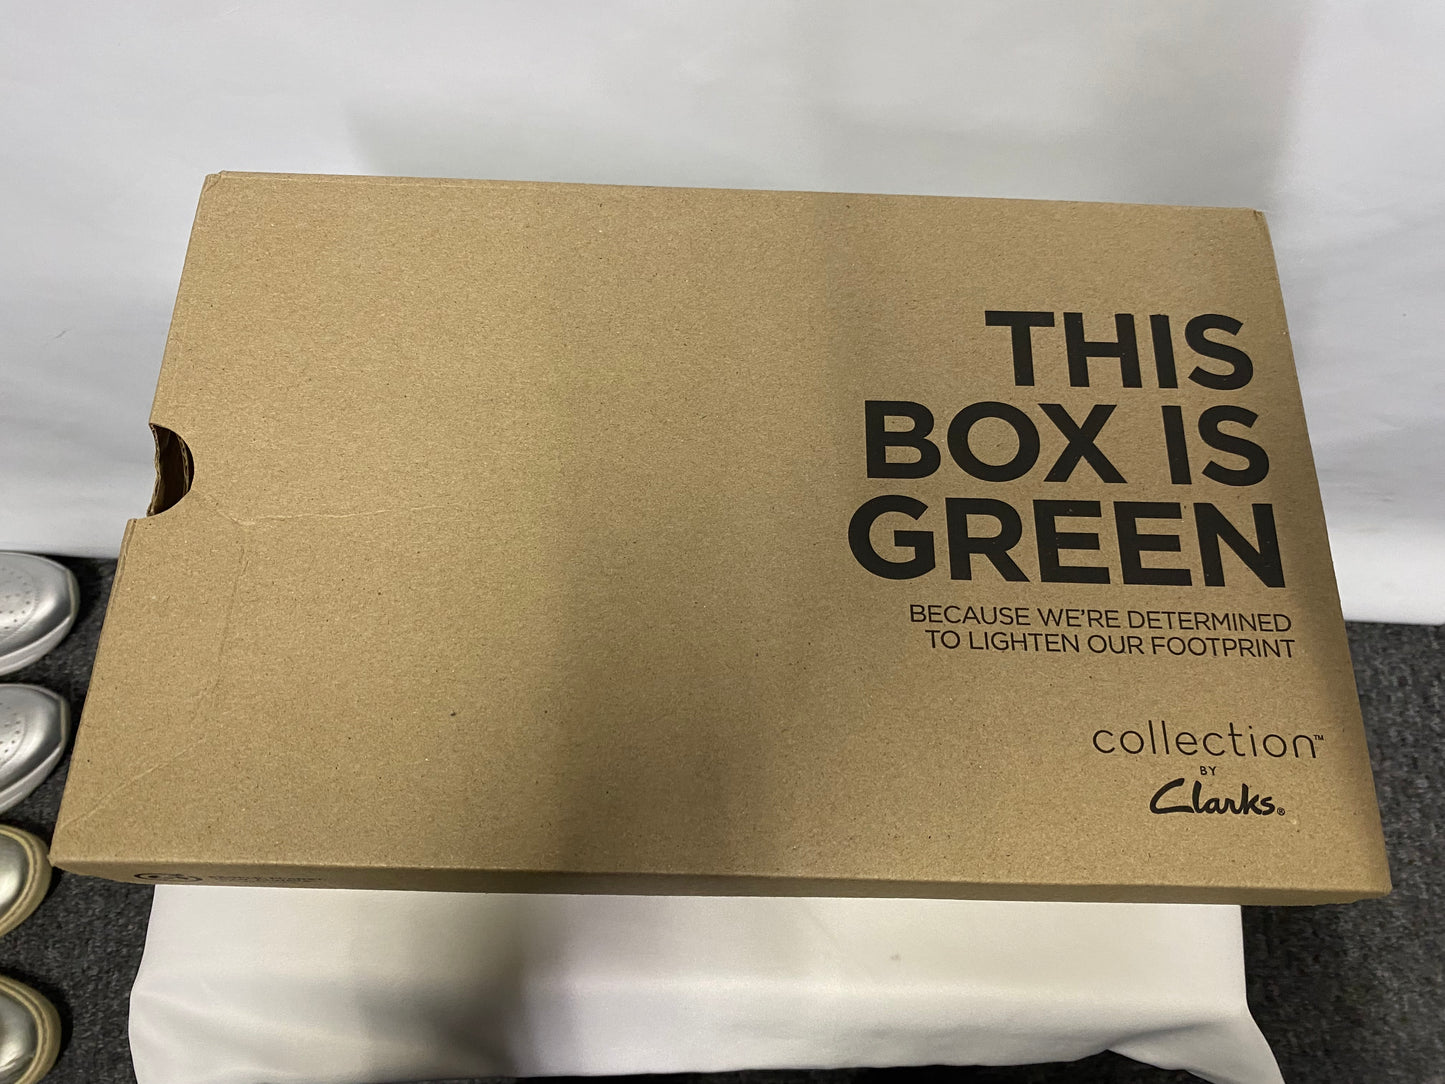 THIS
BOX IS
GREEN
BECAUSE WE'RE DETERMINED
TO LIGHTEN OUR FOOTPRINT
collection™
BY
Clarks®